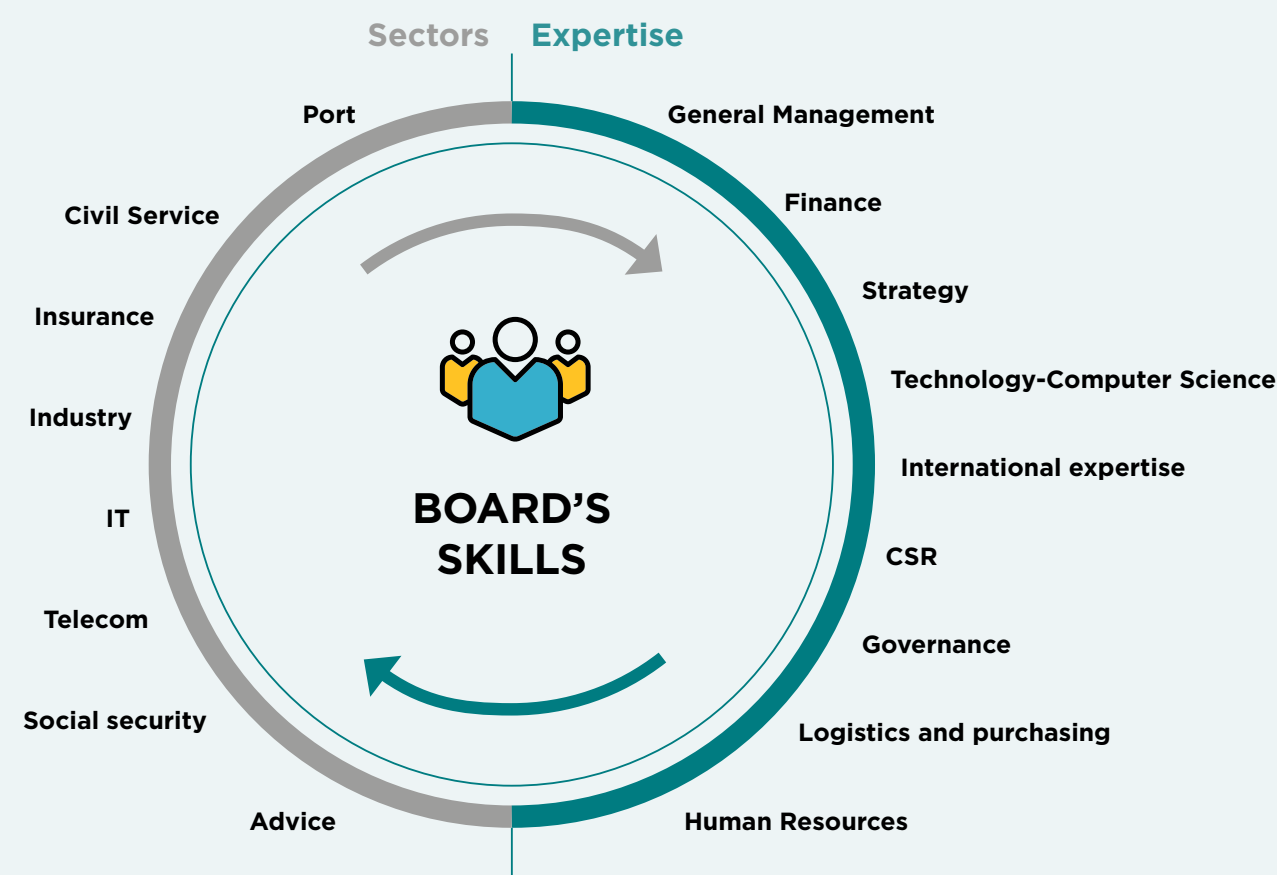 Sectors
Expertise
Port
Civil Service
Insurance
Industry
IT
Telecom
Social security
Advice
General Management
Finance
Strategy
Technology-Computer Science
International expertise
CSR
Governance
Logistics and purchasing
Human Resources
BOARD’S
SKILLS